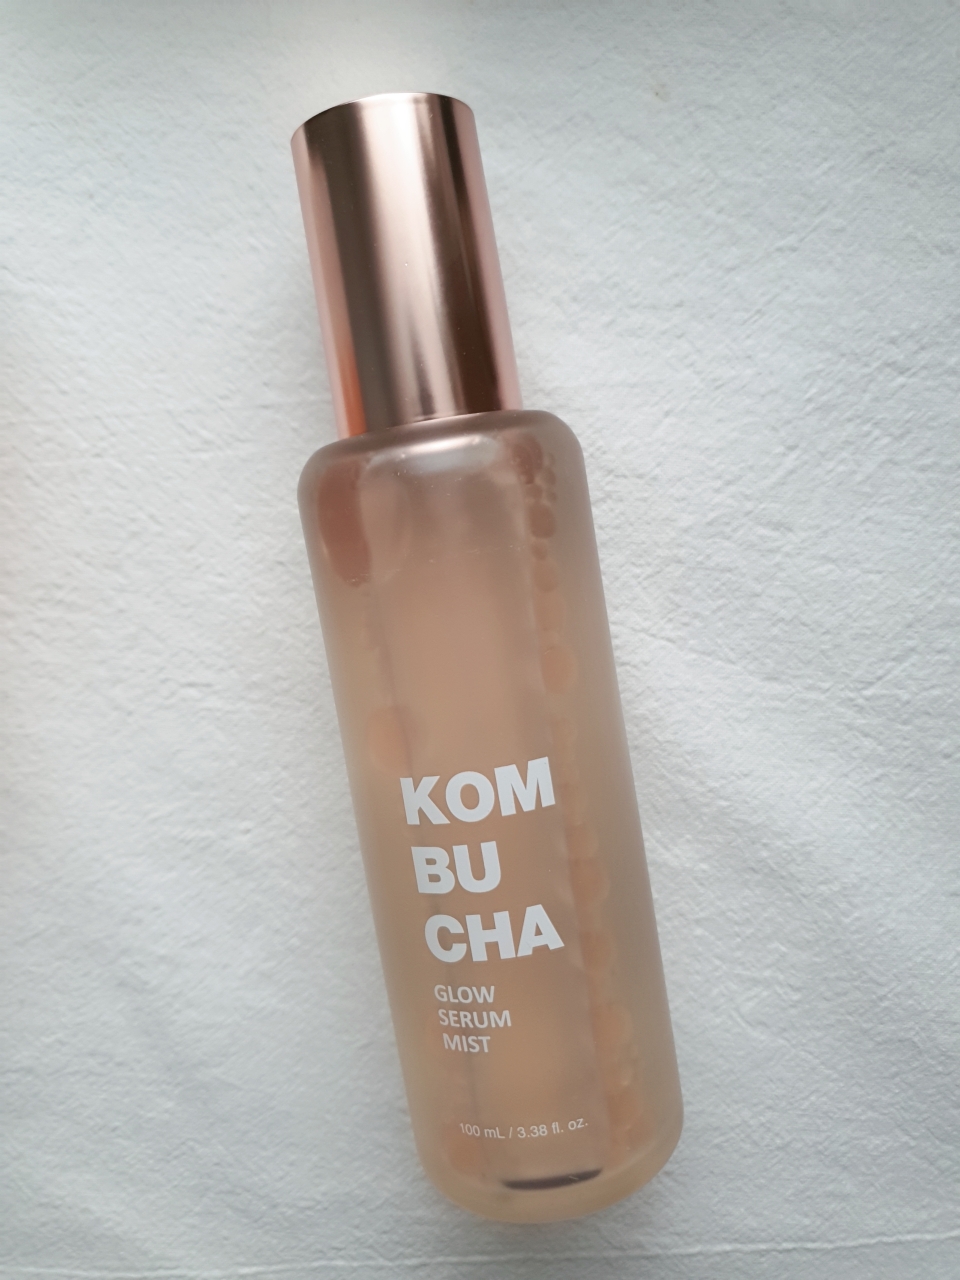 KOM
BU
CHA
GLOW
SERUM
MIST
100 mL / 3.38 fl. oz.